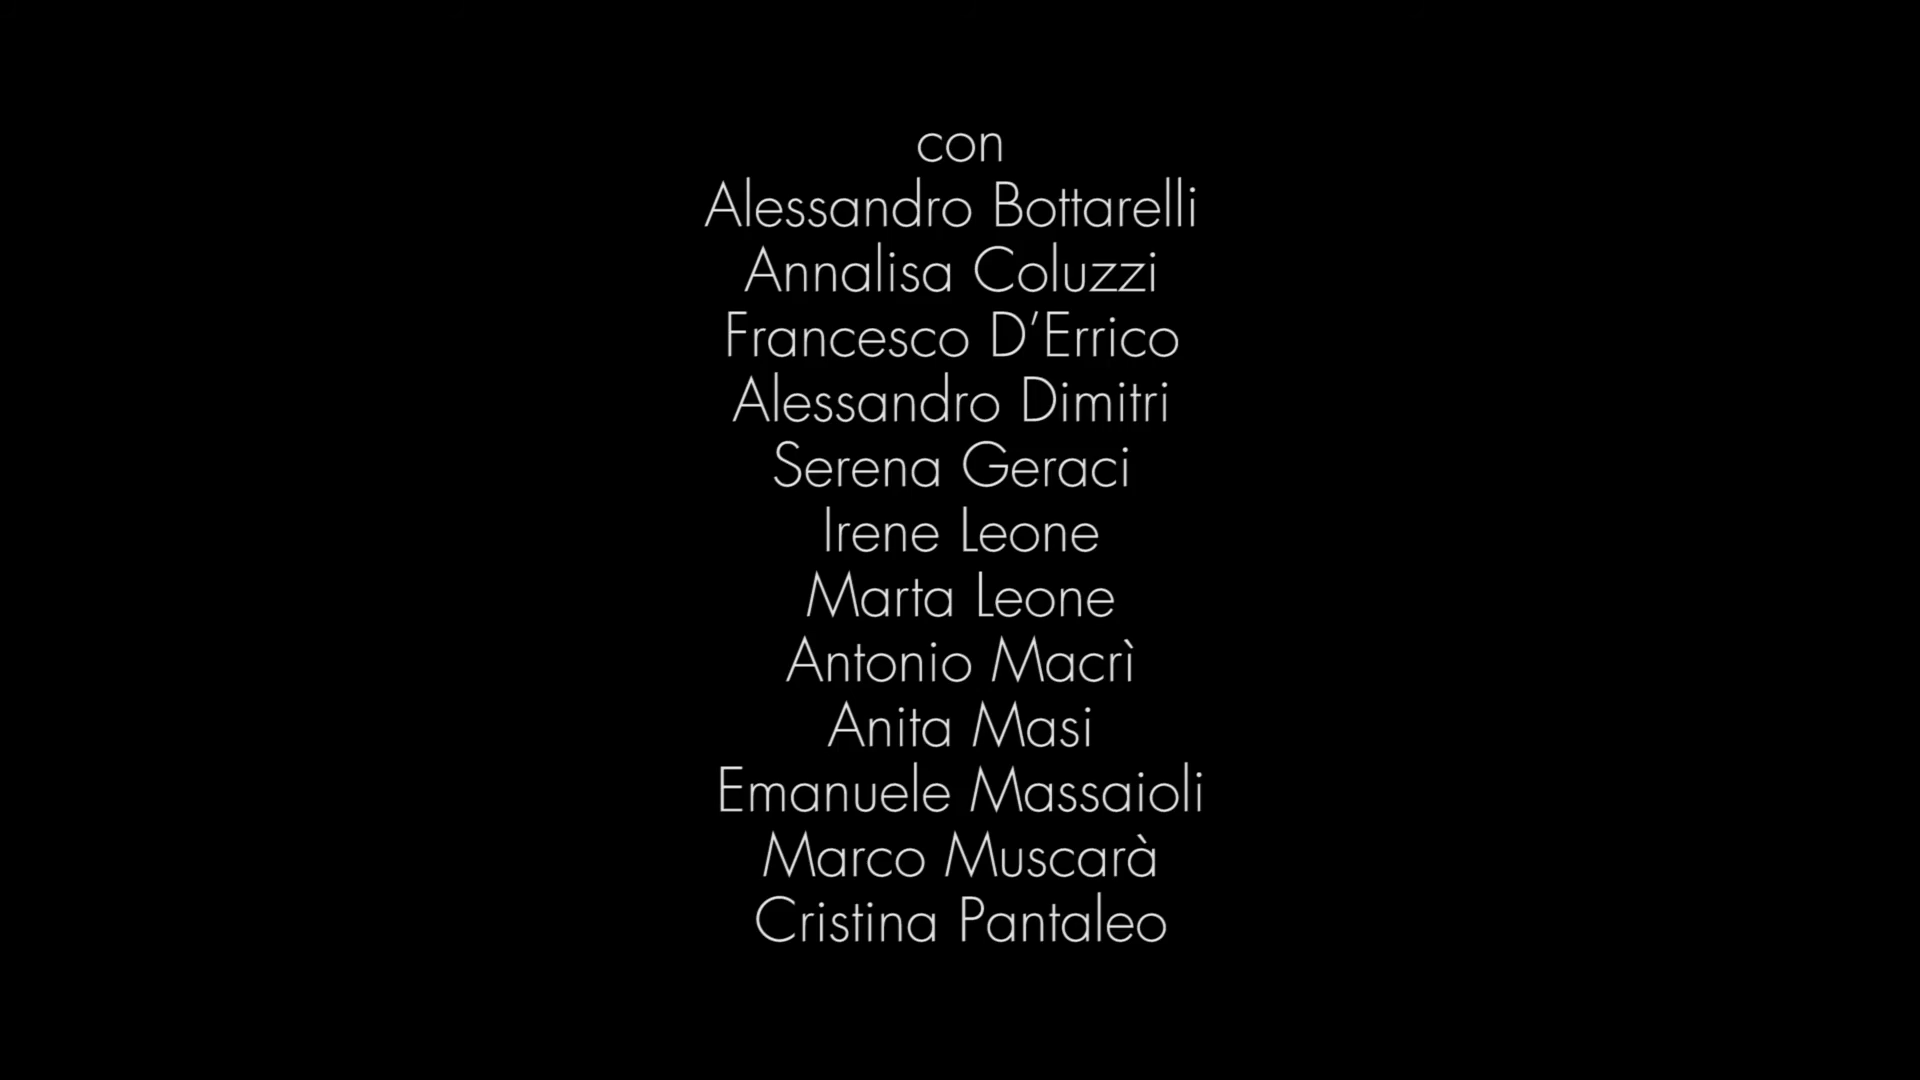 con
Alessandro Bottarelli
Annalisa Coluzzi
Francesco D’Errico
Alessandro Dimitri
Serena Geraci
Irene Leone
Marta Leone
Antonio Macrì
Anita Masi
Emanuele Massaioli
Marco Muscarà
Cristina Pantaleo